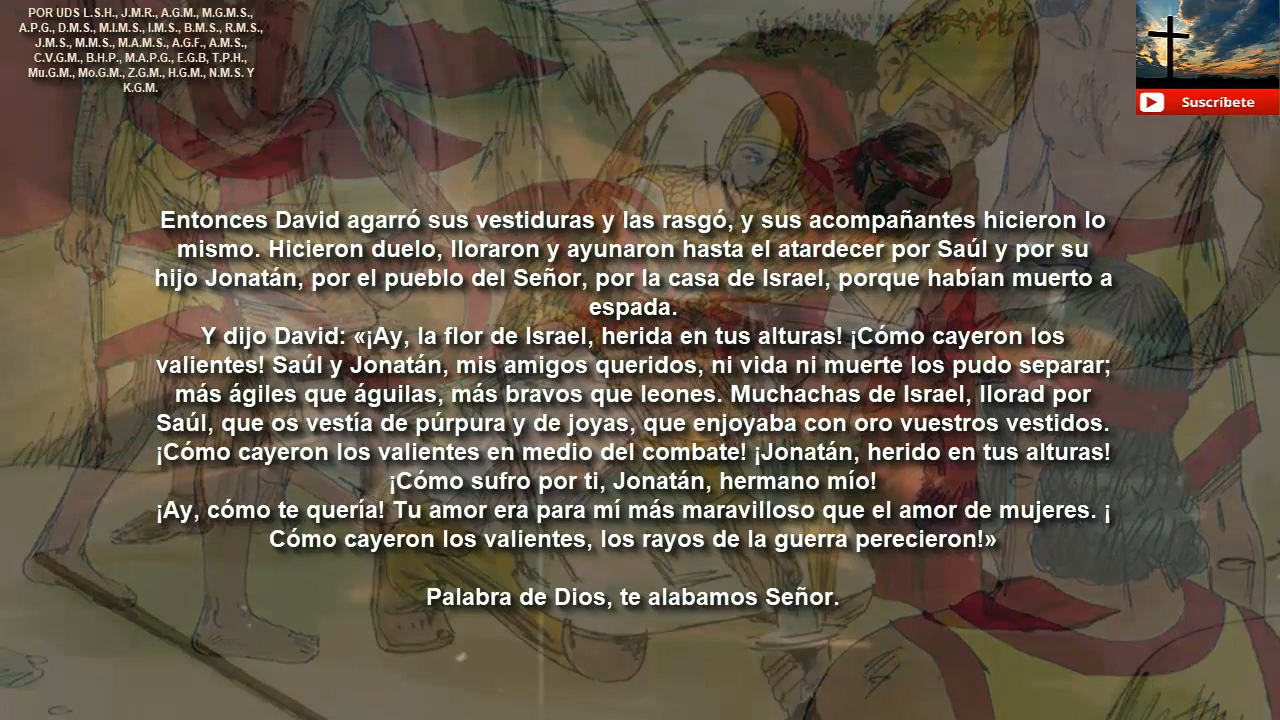 POR UDS L.S.H., J.M.R., A.G.M., M.G.M.S.,
A.P.G., D.M.S., M.I.M.S., I.M.S., B.M.S., R.M.S.,
J.M.S., M.M.S., M.A.M.S., A.G.F., A.M.S.,
C.V.G.M., B.H.P., M.A.P.G., E.G.B, T.P.H.,
Mu.G.M., Mo.G.M., Z.G.M., H.G.M., N.M.S. Y
K.G.M.
Suscríbete
Entonces David agarró sus vestiduras y las rasgó, y sus acompañantes hicieron lo
mismo. Hicieron duelo, lloraron y ayunaron hasta el atardecer por Saúl y por su
hijo Jonatán, por el pueblo del Señor, por la casa de Israel, porque habían muerto a
espada.
Y dijo David: «¡Ay, la flor de Israel, herida en tus alturas! ¡Cómo cayeron los
valientes! Saúl y Jonatán, mis amigos queridos, ni vida ni muerte los pudo separar;
más ágiles que águilas, más bravos que leones. Muchachas de Israel, llorad por
Saúl, que os vestía de púrpura y de joyas, que enjoyaba con oro vuestros vestidos.
¡Cómo cayeron los valientes en medio del combate! ¡Jonatán, herido en tus alturas!
¡Cómo sufro por ti, Jonatán, hermano mío!
¡Ay, cómo te quería! Tu amor era para mí más maravilloso que el amor de mujeres. ¡
Cómo cayeron los valientes, los rayos de la guerra perecieron!»
Palabra de Dios, te alabamos Señor.